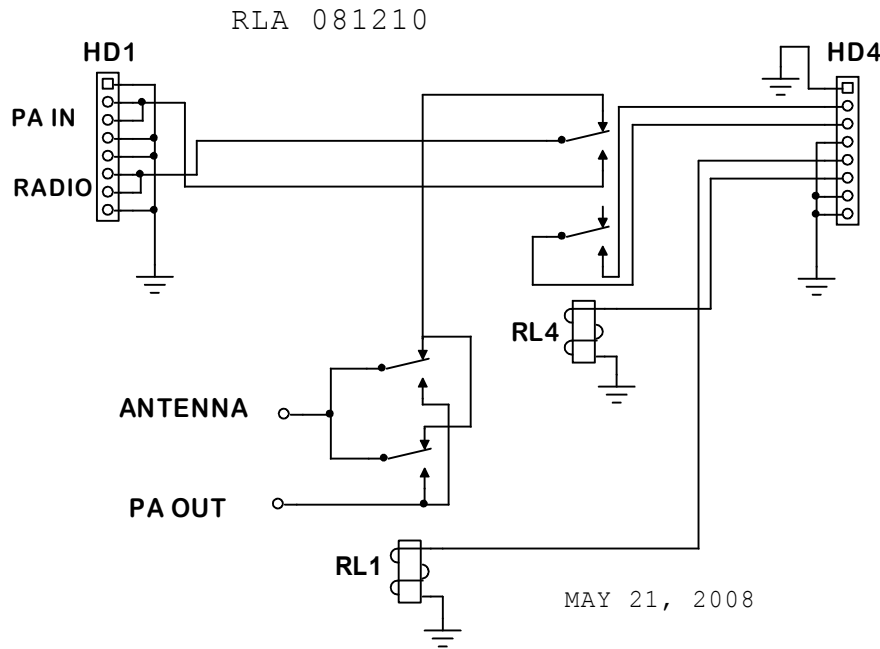 RLA 081210
HD1
HD4
PA IN
RADIO
RL4
ANTENNA
PA OUT
RL1
MAY 21, 2008